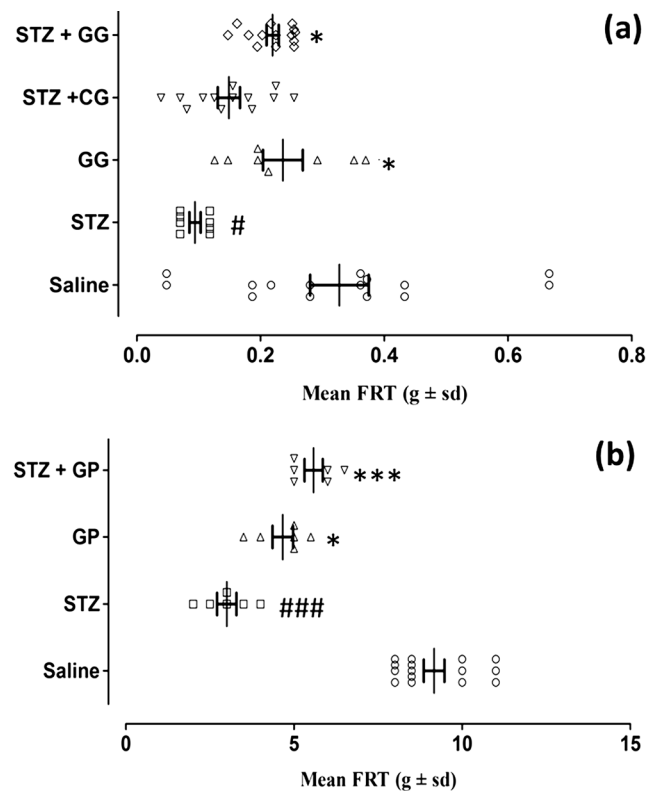 (a)
STZ + GG *
STZ +CG
GG *
STZ #
Saline
0.0 0.2 0.4 0.6 0.8
Mean FRT (g ± sd)
(b)
STZ + GP ***
GP *
STZ ###
Saline
0 5 10 15
Mean FRT (g ± sd)